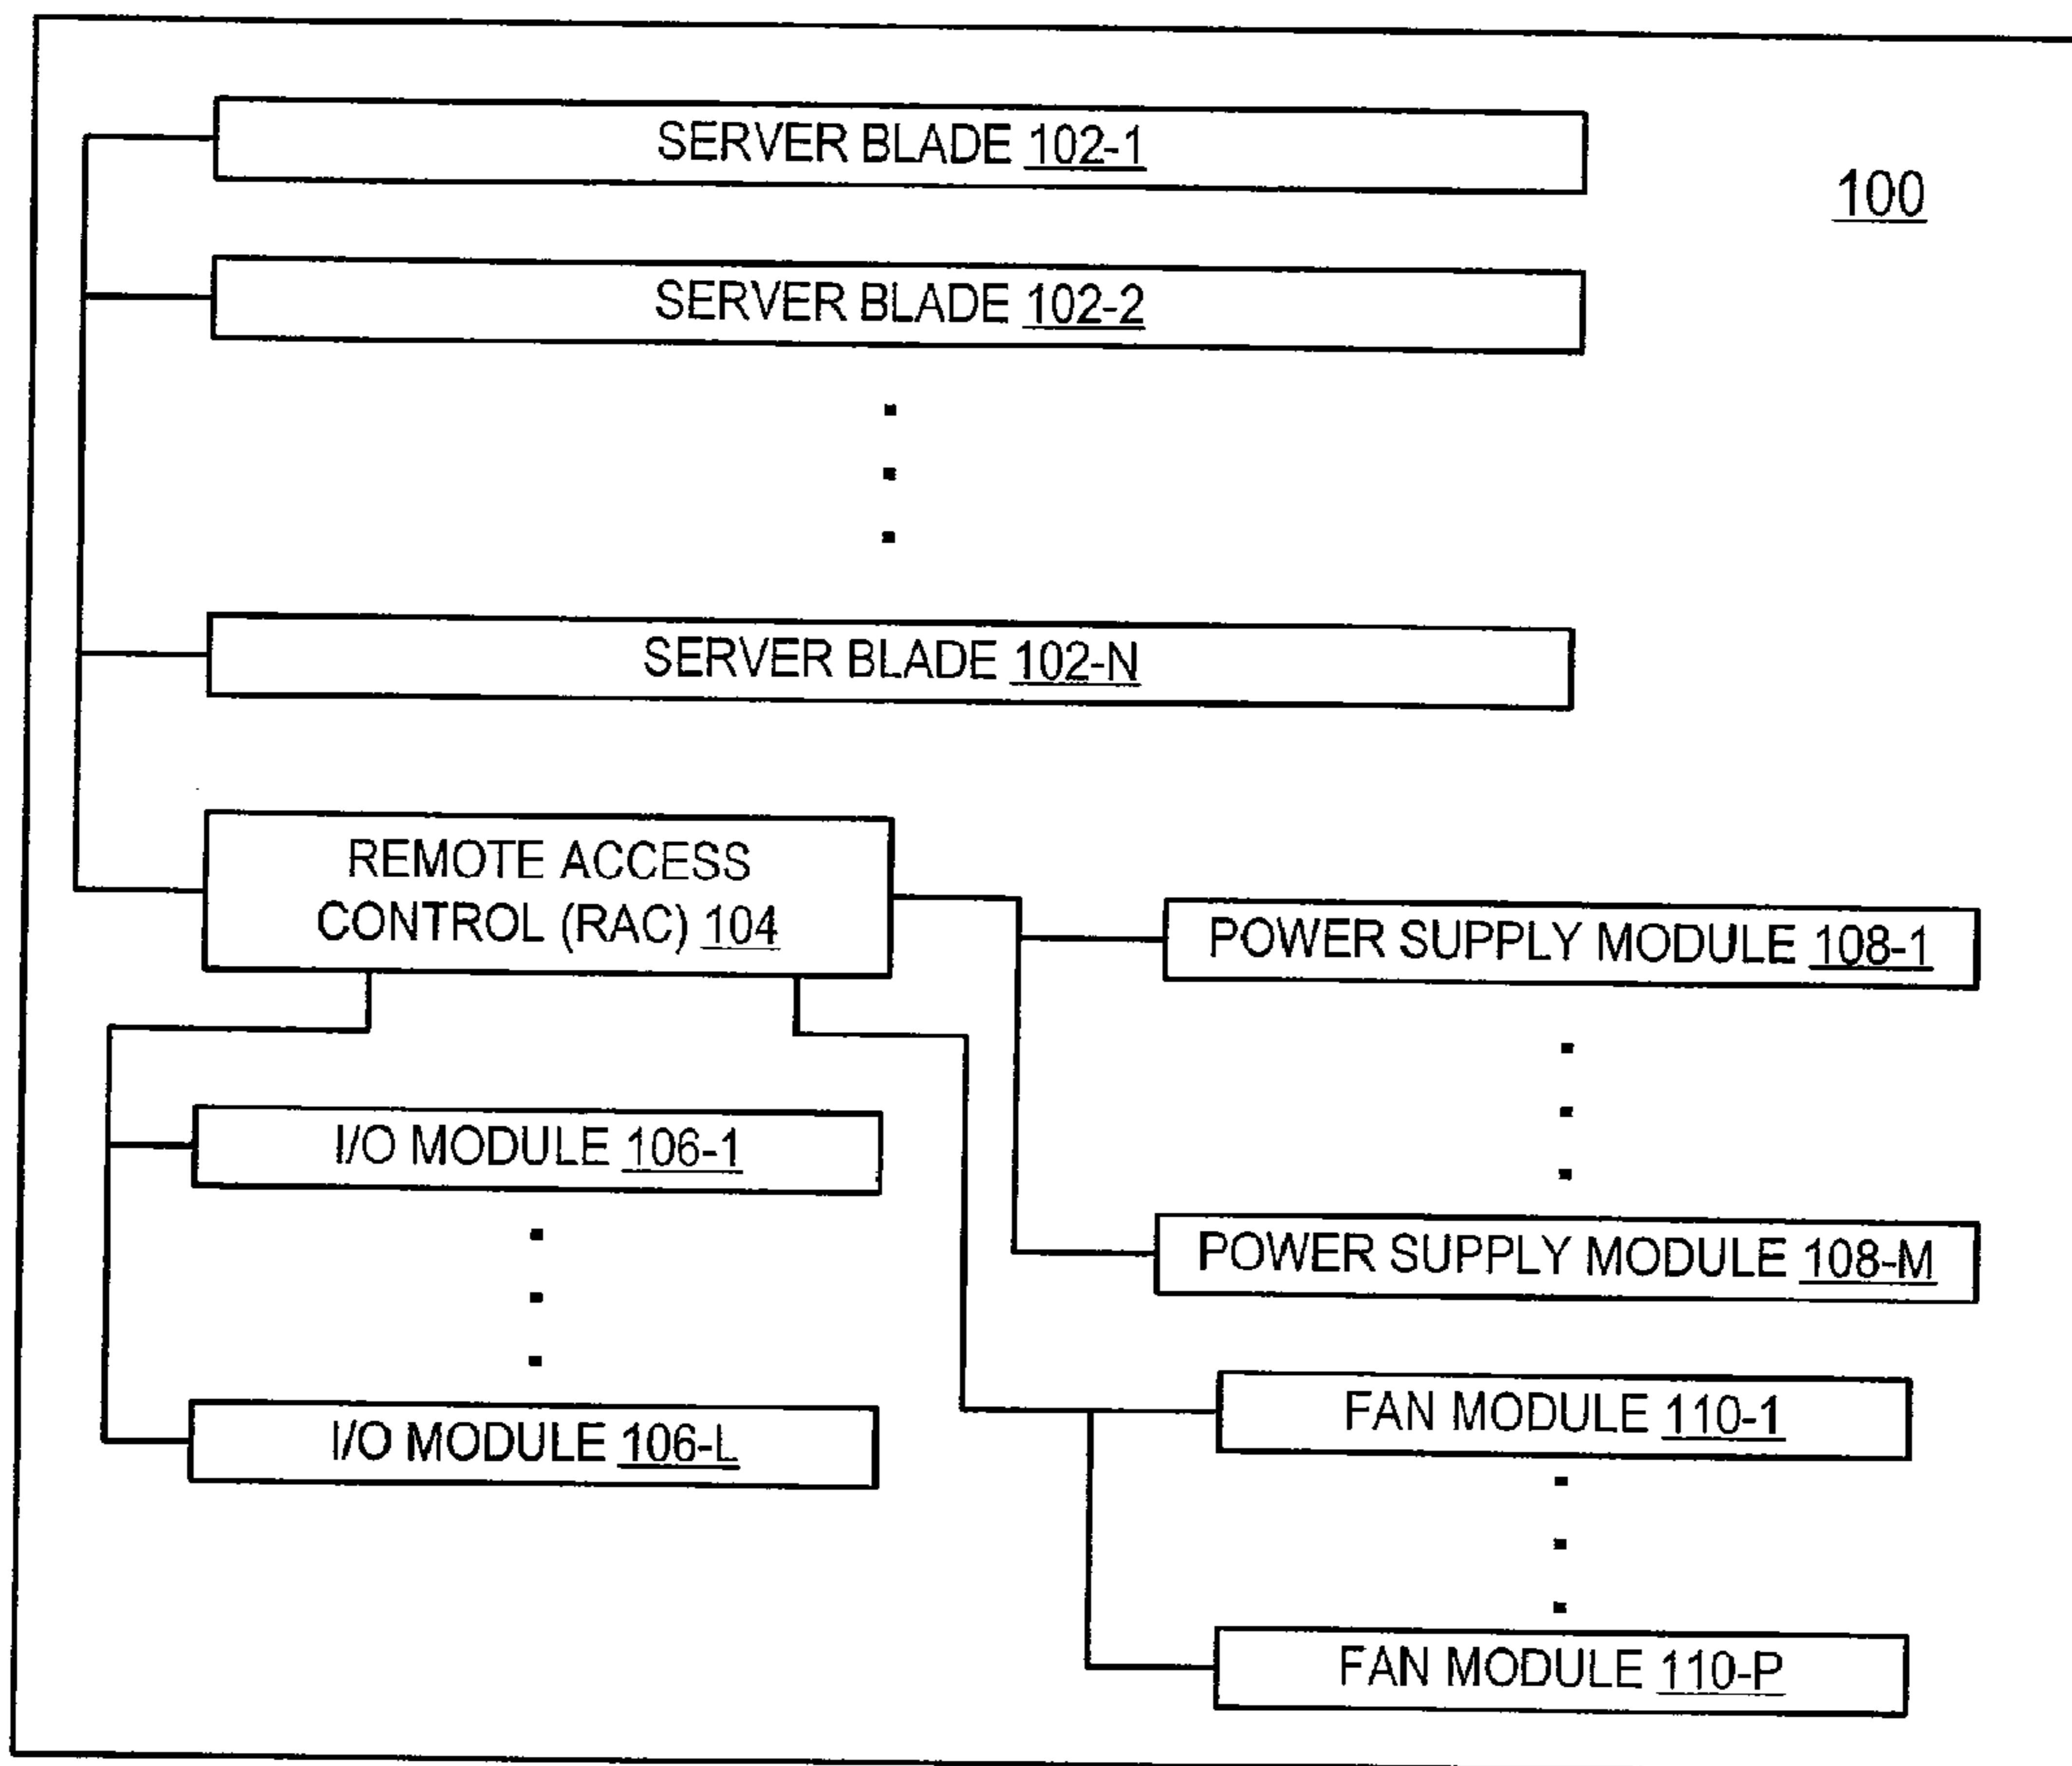 SERVER BLADE 102-1
100
SERVER BLADE 102-2
SERVER BLADE 102-N
REMOTE ACCESS
CONTROL (RAC) 104
POWER SUPPLY MODULE 108-1
I/O MODULE 106-1
POWER SUPPLY MODULE 108-M
I/O MODULE 106-L
FAN MODULE 110-1
FAN MODULE 110-P